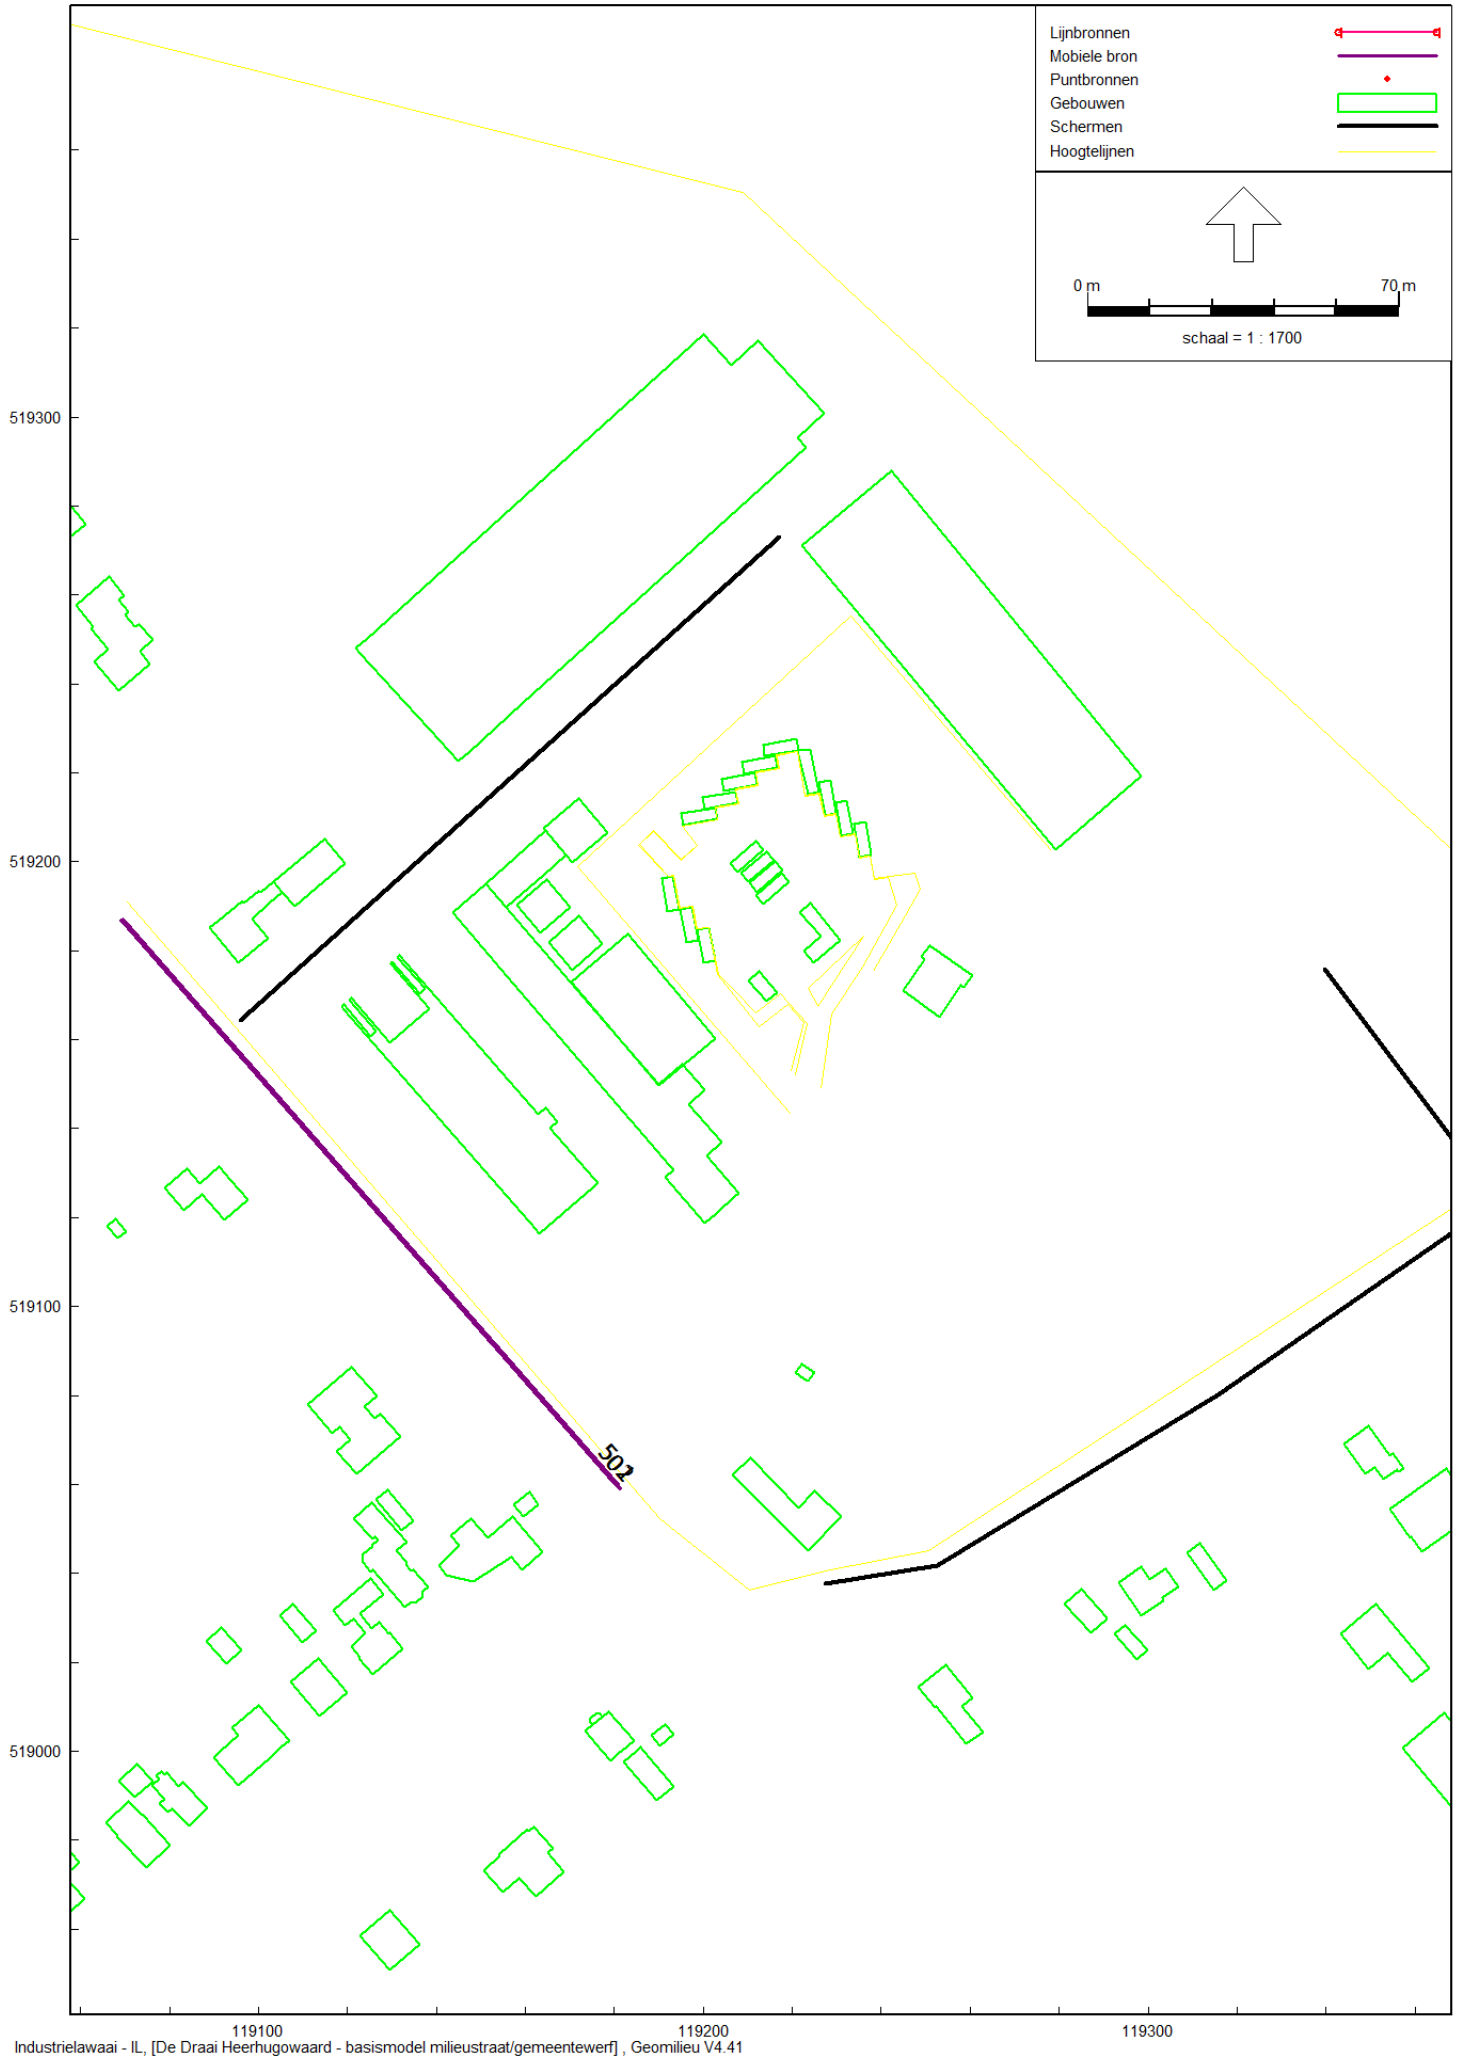 Lijnbronnen
Mobiele bron
Puntbronnen
Gebouwen
Schermen
Hoogtelijnen
0 m 70 m
schaal = 1 : 1700
519300
519200
519100
519000
119100 119200 119300
Industrielawaai - IL, [De Draai Heerhugowaard - basismodel milieustraat/gemeentewerf] , Geomilieu V4.41